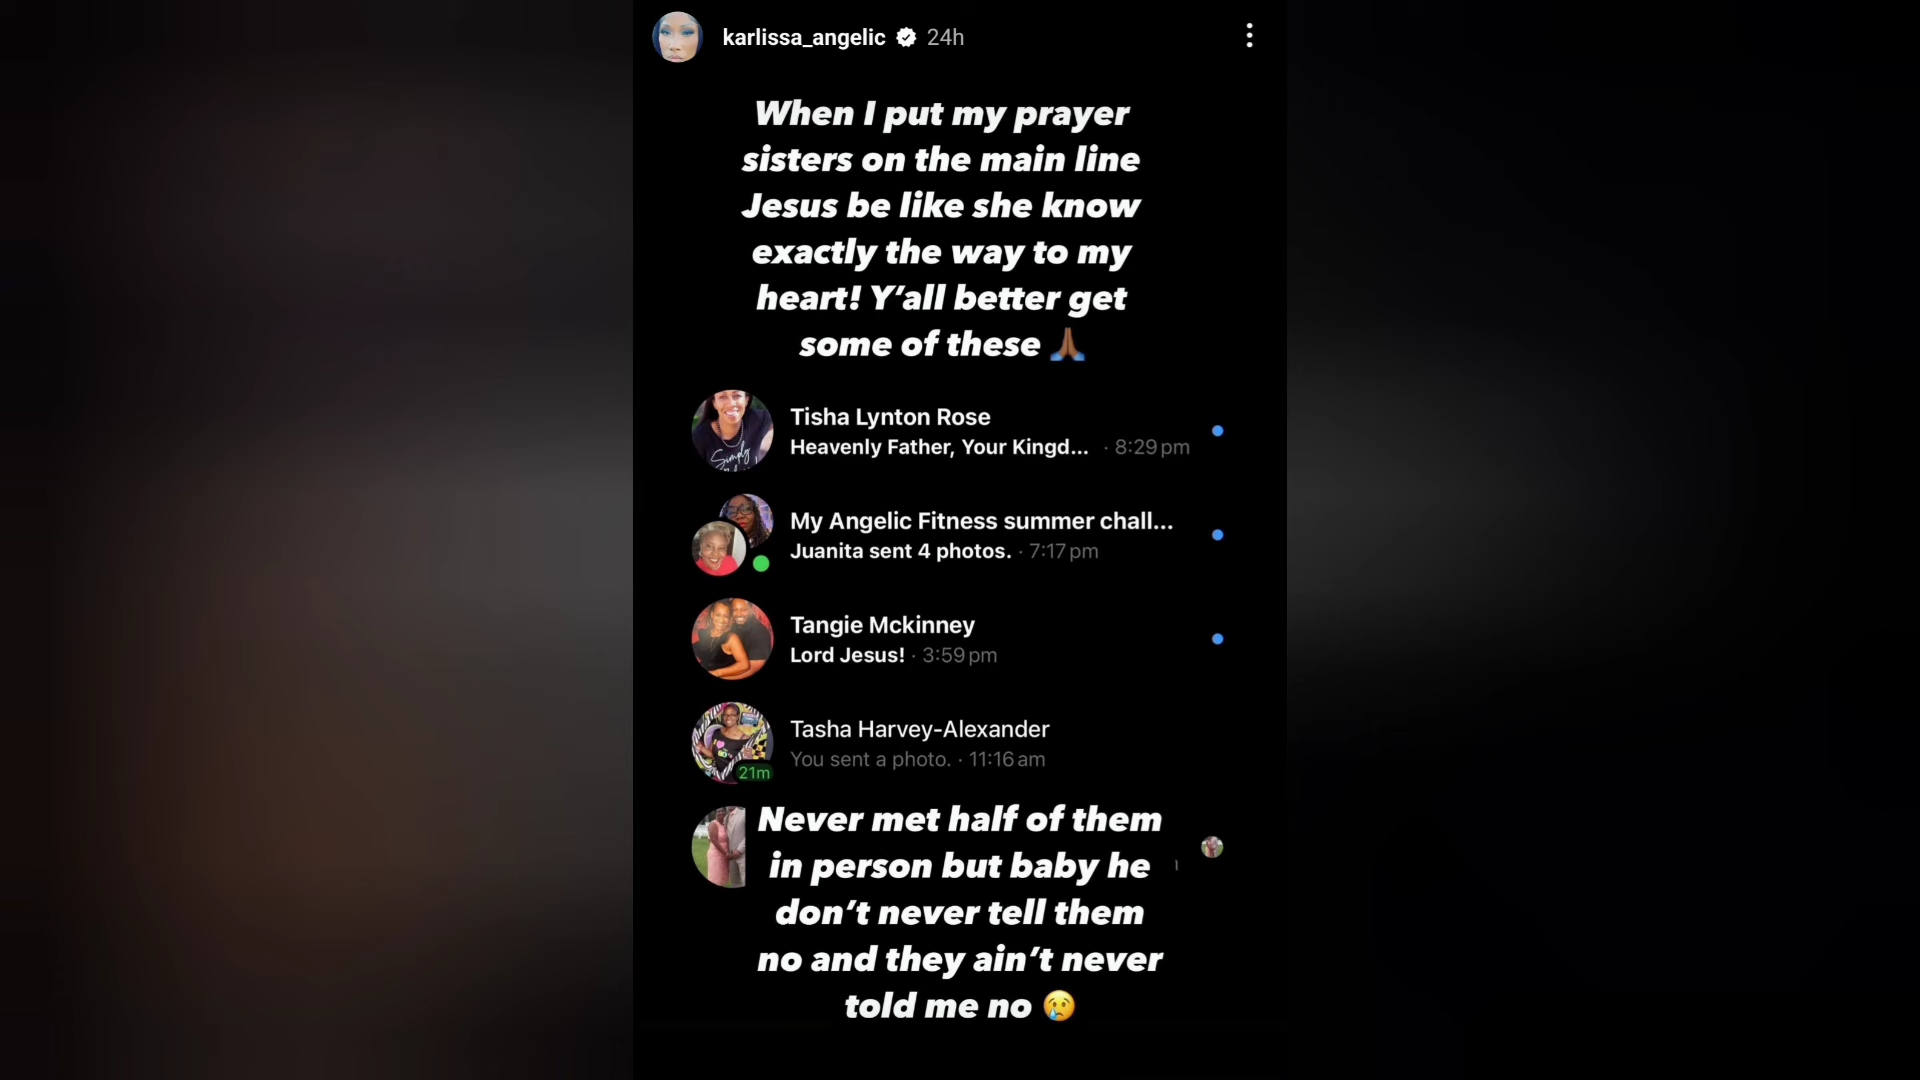 karlissa_angelic 24h
When I put my prayer
sisters on the main line
Jesus be like she know
exactly the way to my
heart! Y'all better get
some of these 🙏🏾
Tisha Lynton Rose
Heavenly Father, Your Kingd... · 8:29 pm
Simply
My Angelic Fitness summer chall...
Juanita sent 4 photos. · 7:17 pm
Tangie Mckinney
Lord Jesus! · 3:59 pm
Tasha Harvey-Alexander
You sent a photo. · 11:16 am
21m
Never met half of them
in person but baby he
don't never tell them
no and they ain't never
told me no 😢